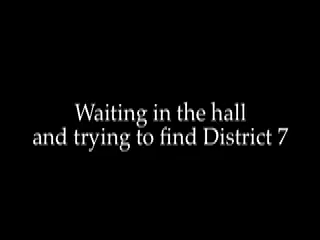 Waiting in the hall
and trying to find District 7